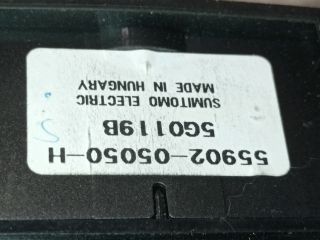 55902-05050-H
5G0119B
SUMITOMO ELECTRIC
MADE IN HUNGARY